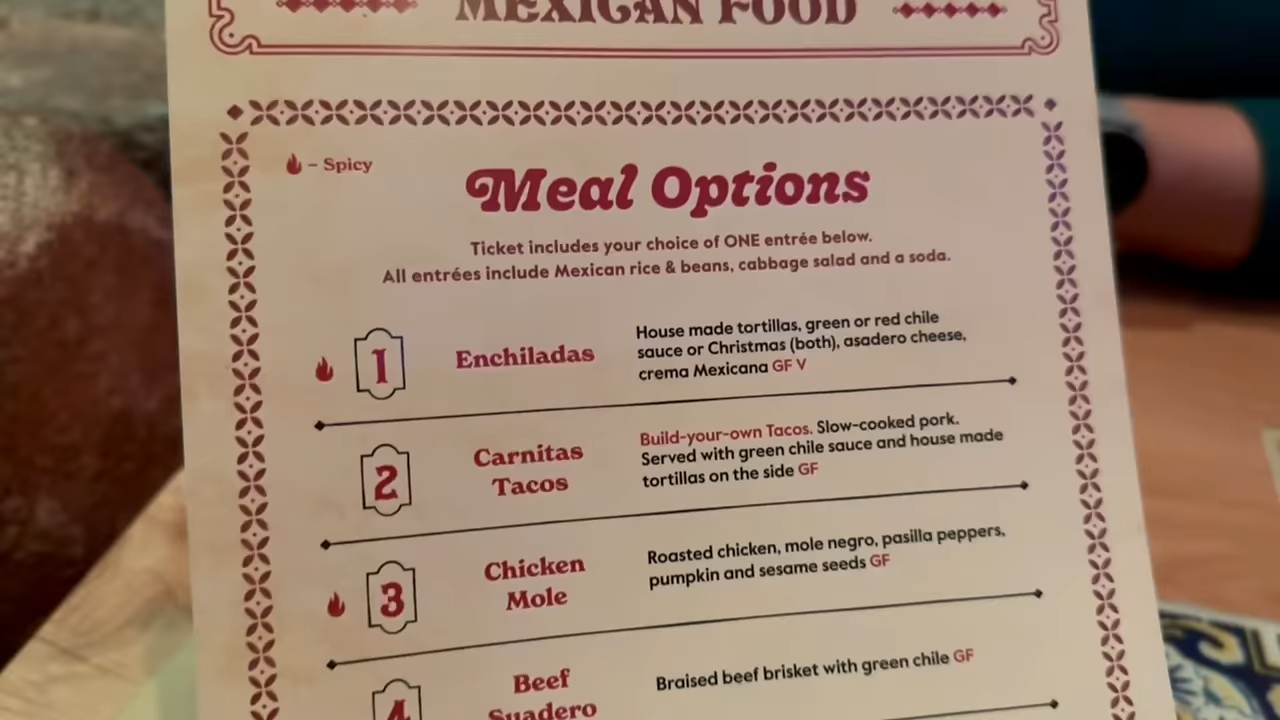 MEXICAN FOOD
– Spicy
Meal Options
Ticket includes your choice of ONE entrée below.
All entrées include Mexican rice & beans, cabbage salad and a soda.
1
Enchiladas
House made tortillas, green or red chile
sauce or Christmas (both), asadero cheese,
crema Mexicana GF V
2
Carnitas
Tacos
Build-your-own Tacos. Slow-cooked pork.
Served with green chile sauce and house made
tortillas on the side GF
3
Chicken
Mole
Roasted chicken, mole negro, pasilla peppers,
pumpkin and sesame seeds GF
4
Beef
Suadero
Braised beef brisket with green chile GF